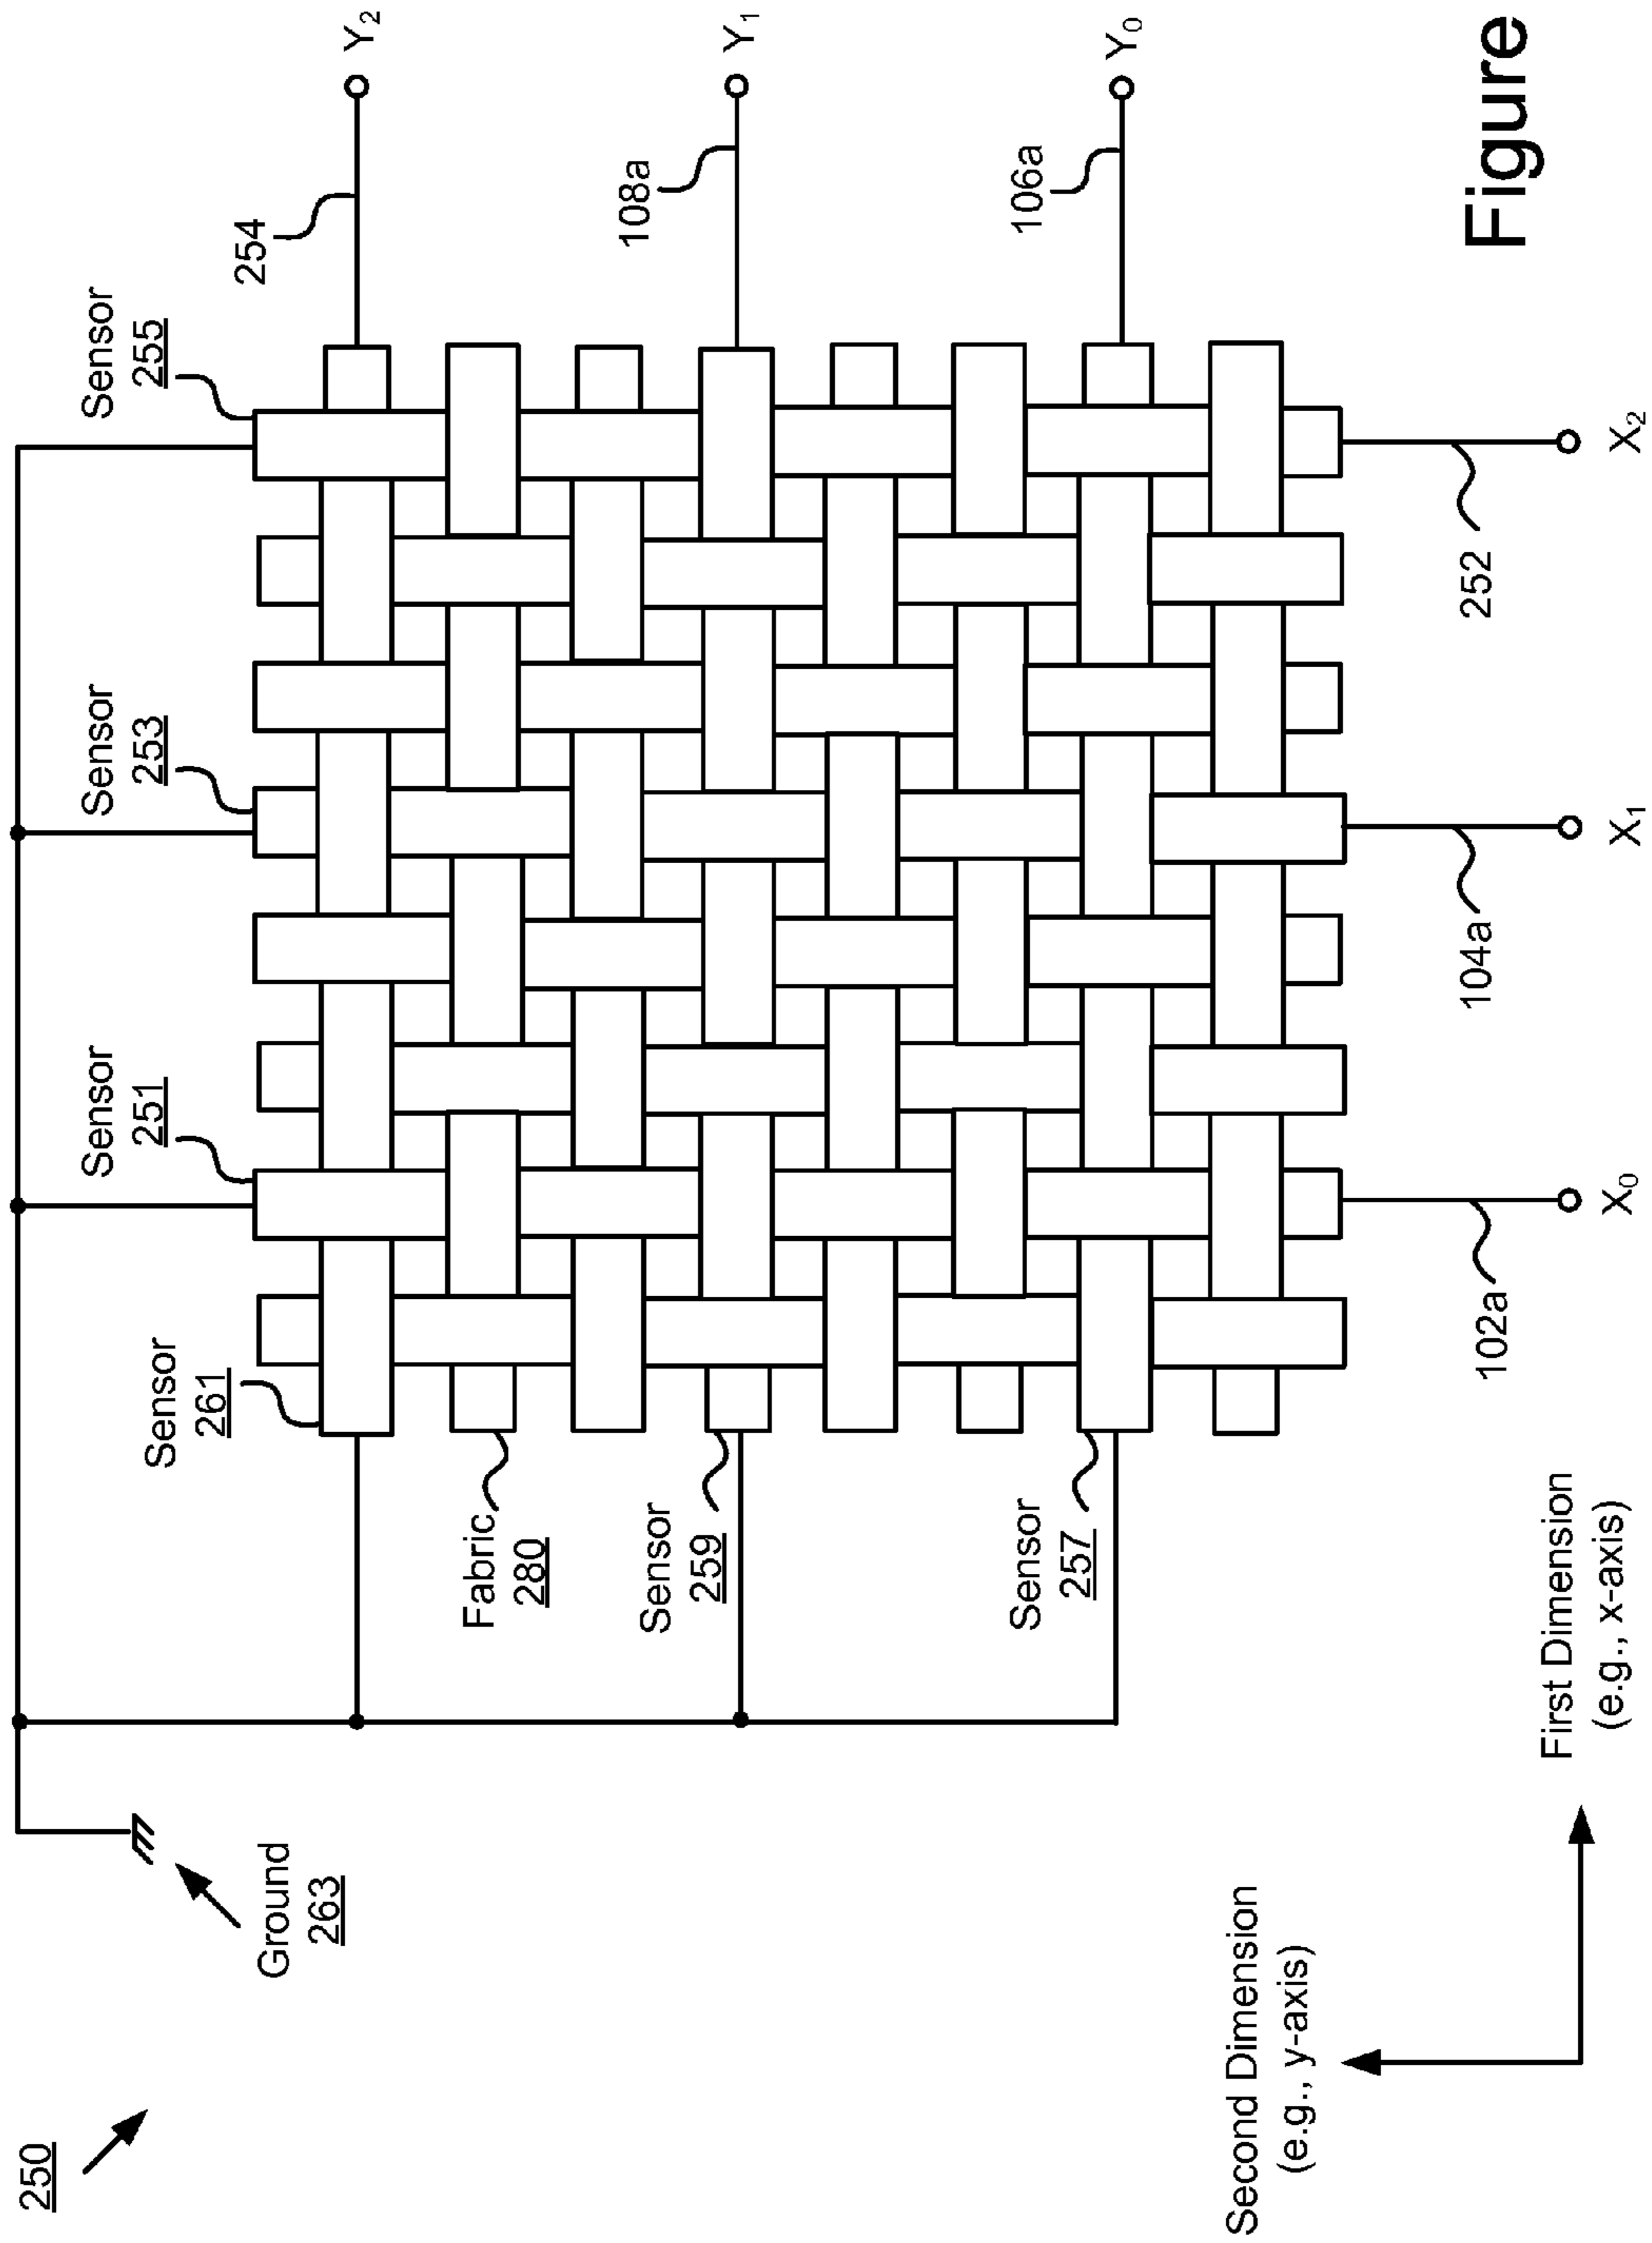 250
Ground
263
Sensor
251
Sensor
253
Sensor
255
Sensor
261
254
Y2
Fabric
280
Sensor
259
108a
Y1
Sensor
257
106a
Y0
Second Dimension
(e.g., y-axis)
First Dimension
(e.g., x-axis)
102a
X0
104a
X1
252
X2
Figure